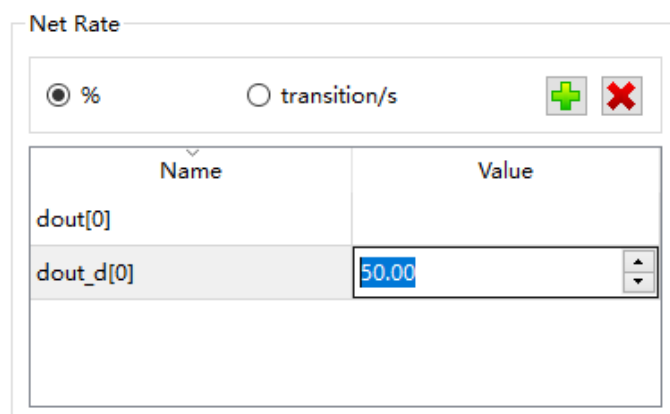 Net Rate
% transition/s
Name Value
dout[0]
dout_d[0] 50.00